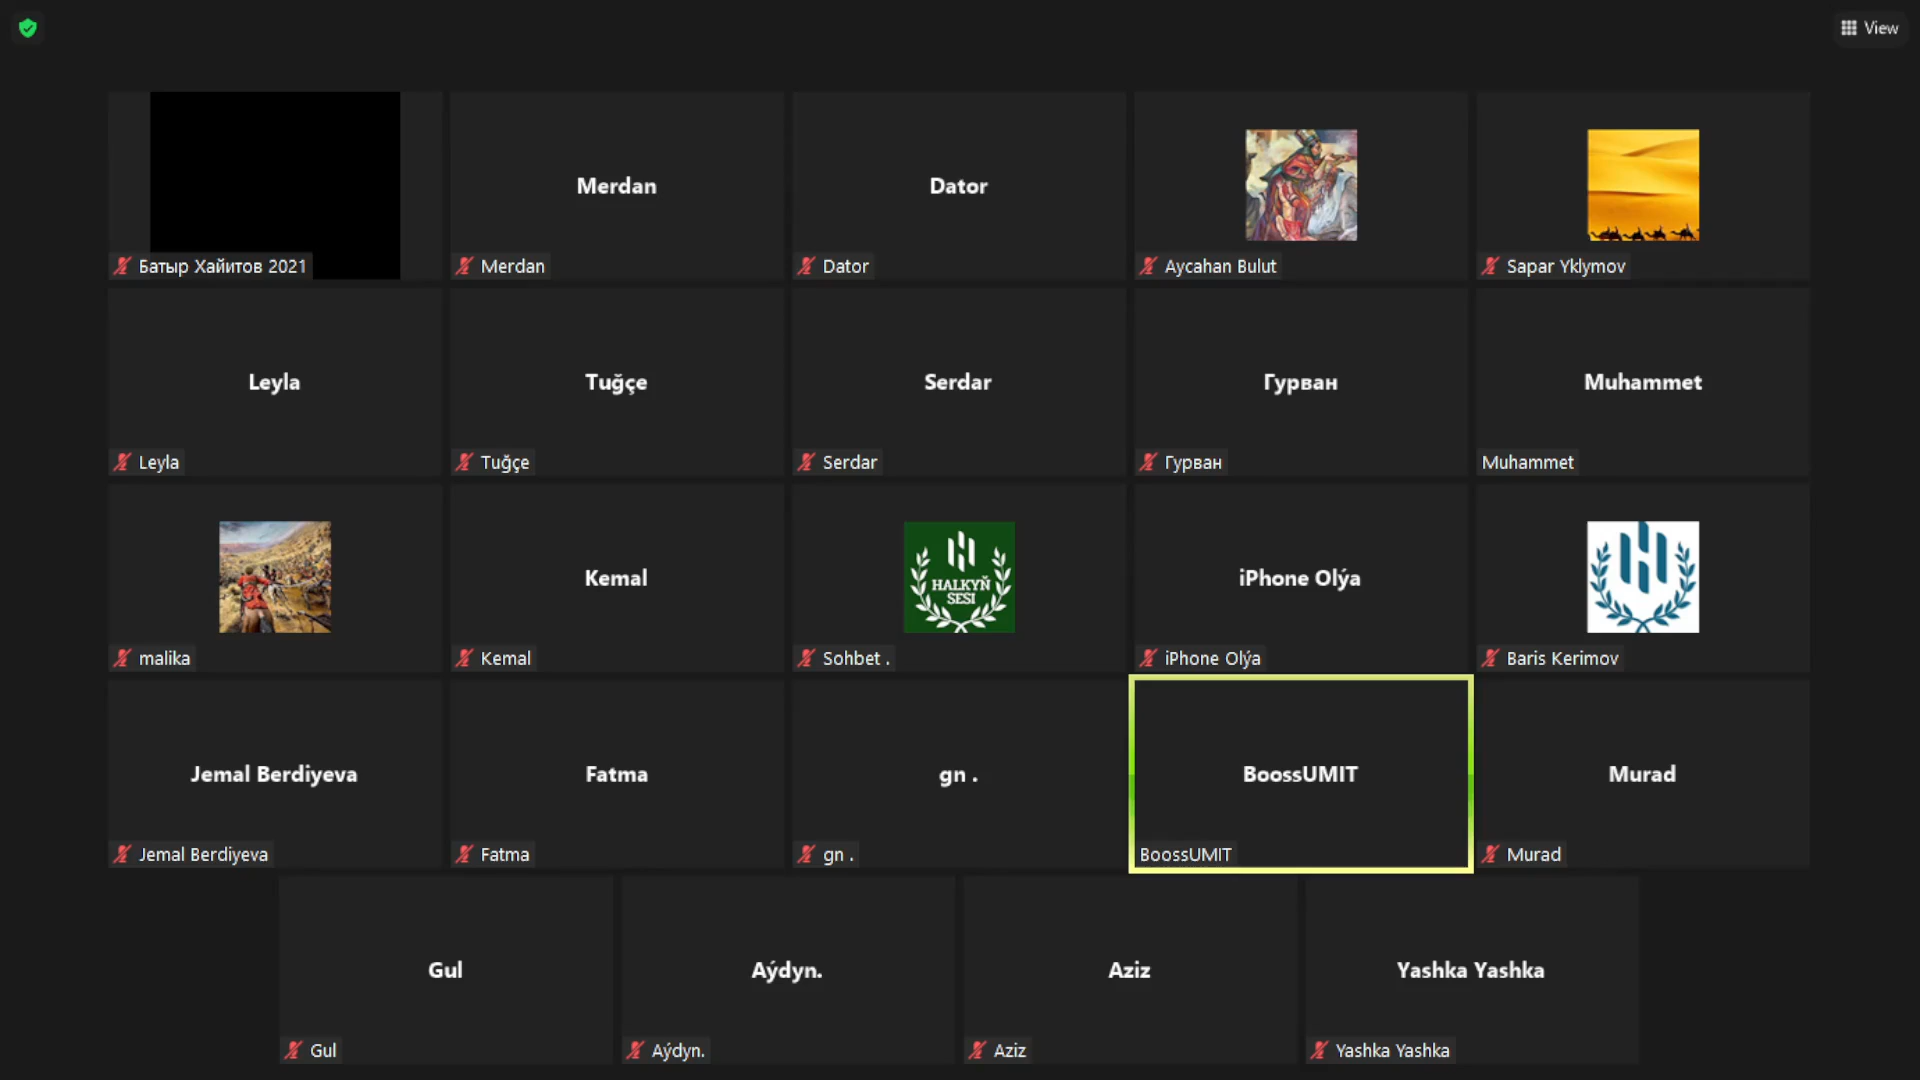 View
Merdan
Dator
Батыр Хайитов 2021
Merdan
Dator
Aycahan Bulut
Sapar Yklymov
Leyla
Tuğçe
Serdar
Гурван
Muhammet
Leyla
Tuğçe
Serdar
Гурван
Muhammet
Kemal
HALKYŇ
SESI
iPhone Olýa
malika
Kemal
Sohbet .
iPhone Olýa
Baris Kerimov
Jemal Berdiyeva
Fatma
gn .
BoossUMIT
Murad
Jemal Berdiyeva
Fatma
gn .
BoossUMIT
Murad
Gul
Aýdyn.
Aziz
Yashka Yashka
Gul
Aýdyn.
Aziz
Yashka Yashka